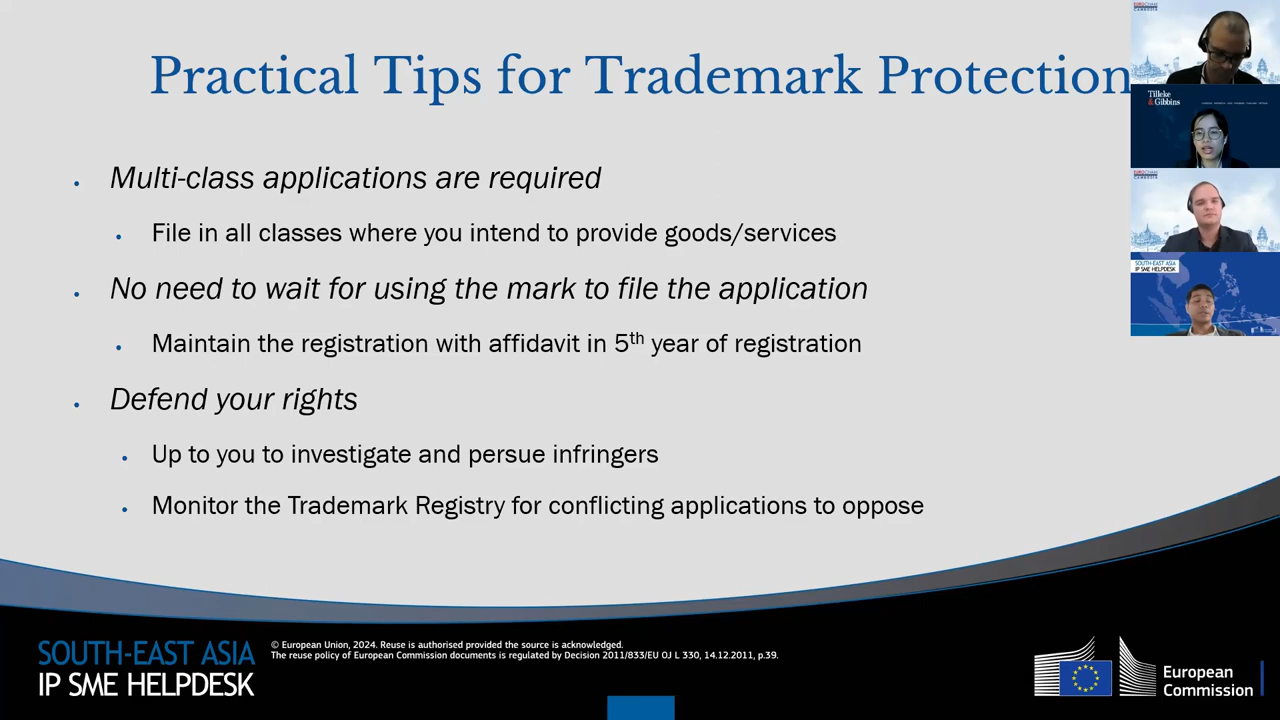 Practical Tips for Trademark Protection
Multi-class applications are required
File in all classes where you intend to provide goods/services
No need to wait for using the mark to file the application
Maintain the registration with affidavit in 5th year of registration
Defend your rights
Up to you to investigate and persue infringers
Monitor the Trademark Registry for conflicting applications to oppose
Tilleke
& Gibbins
SOUTH-EAST ASIA
IP SME HELPDESK
SOUTH-EAST ASIA
IP SME HELPDESK
© European Union, 2024. Reuse is authorised provided the source is acknowledged.
The reuse policy of European Commission documents is regulated by Decision 2011/833/EU OJ L 330, 14.12.2011, p.39.
European
Commission